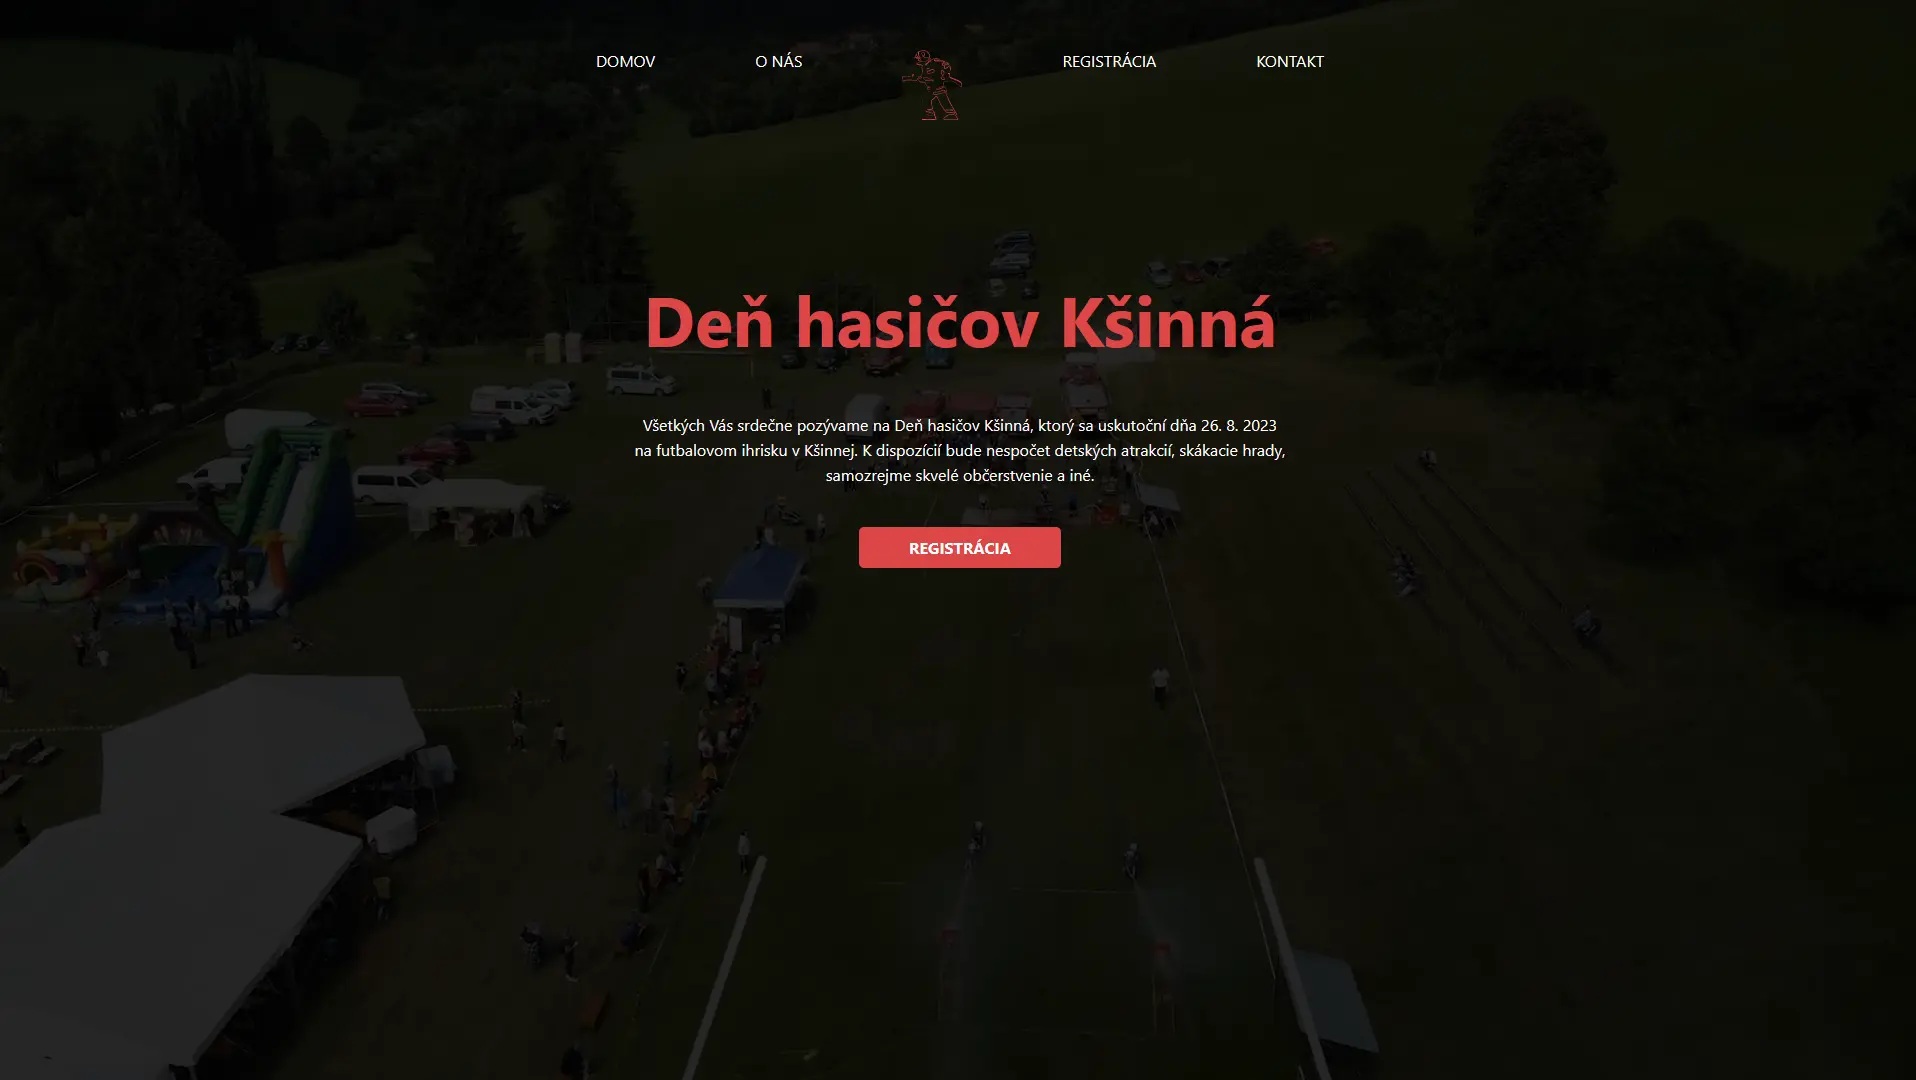 DOMOV
O NÁS
REGISTRÁCIA
KONTAKT
Deň hasičov Kšinná
Všetkých Vás srdečne pozývame na Deň hasičov Kšinná, ktorý sa uskutoční dňa 26. 8. 2023
na futbalovom ihrisku v Kšinnej. K dispozícií bude nespočet detských atrakcií, skákacie hrady,
samozrejme skvelé občerstvenie a iné.
REGISTRÁCIA